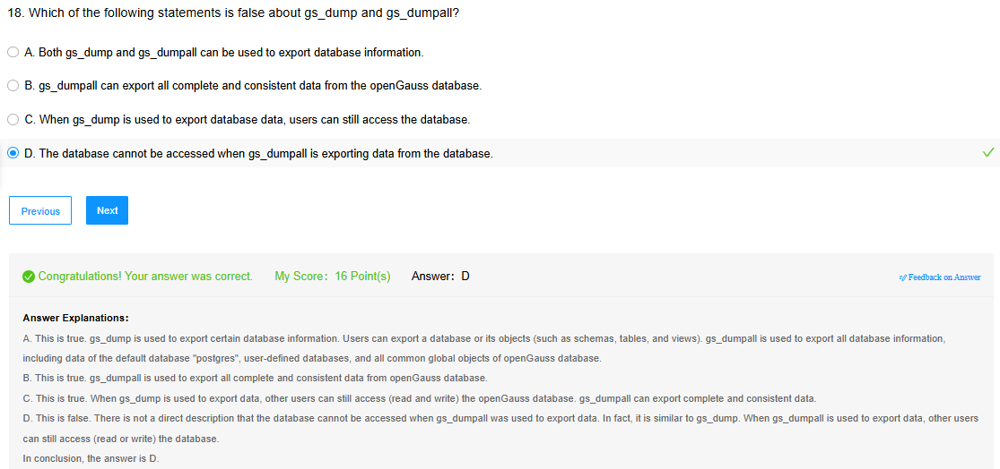 18. Which of the following statements is false about gs_dump and gs_dumpall?
A. Both gs_dump and gs_dumpall can be used to export database information.
B. gs_dumpall can export all complete and consistent data from the openGauss database.
C. When gs_dump is used to export database data, users can still access the database.
D. The database cannot be accessed when gs_dumpall is exporting data from the database.
Previous Next
Congratulations! Your answer was correct. My Score: 16 Point(s) Answer: D Feedback on Answer
Answer Explanations:
A. This is true. gs_dump is used to export certain database information. Users can export a database or its objects (such as schemas, tables, and views). gs_dumpall is used to export all database information,
including data of the default database "postgres", user-defined databases, and all common global objects of openGauss database.
B. This is true. gs_dumpall is used to export all complete and consistent data from openGauss database.
C. This is true. When gs_dump is used to export data, other users can still access (read and write) the openGauss database. gs_dumpall can export complete and consistent data.
D. This is false. There is not a direct description that the database cannot be accessed when gs_dumpall was used to export data. In fact, it is similar to gs_dump. When gs_dumpall is used to export data, other users
can still access (read or write) the database.
In conclusion, the answer is D.